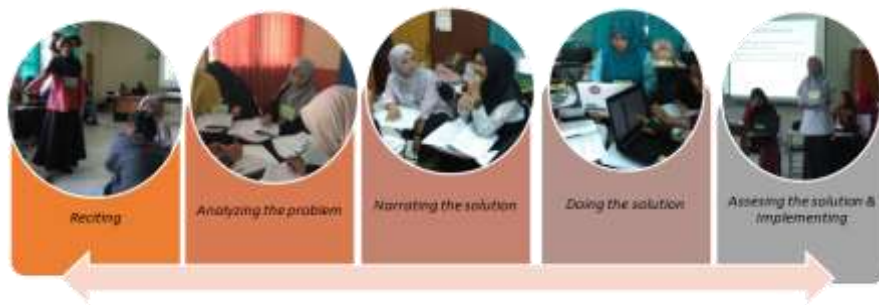 Reciting
Analyzing the problem
Narrating the solution
Doing the solution
Assesing the solution &
Implementing